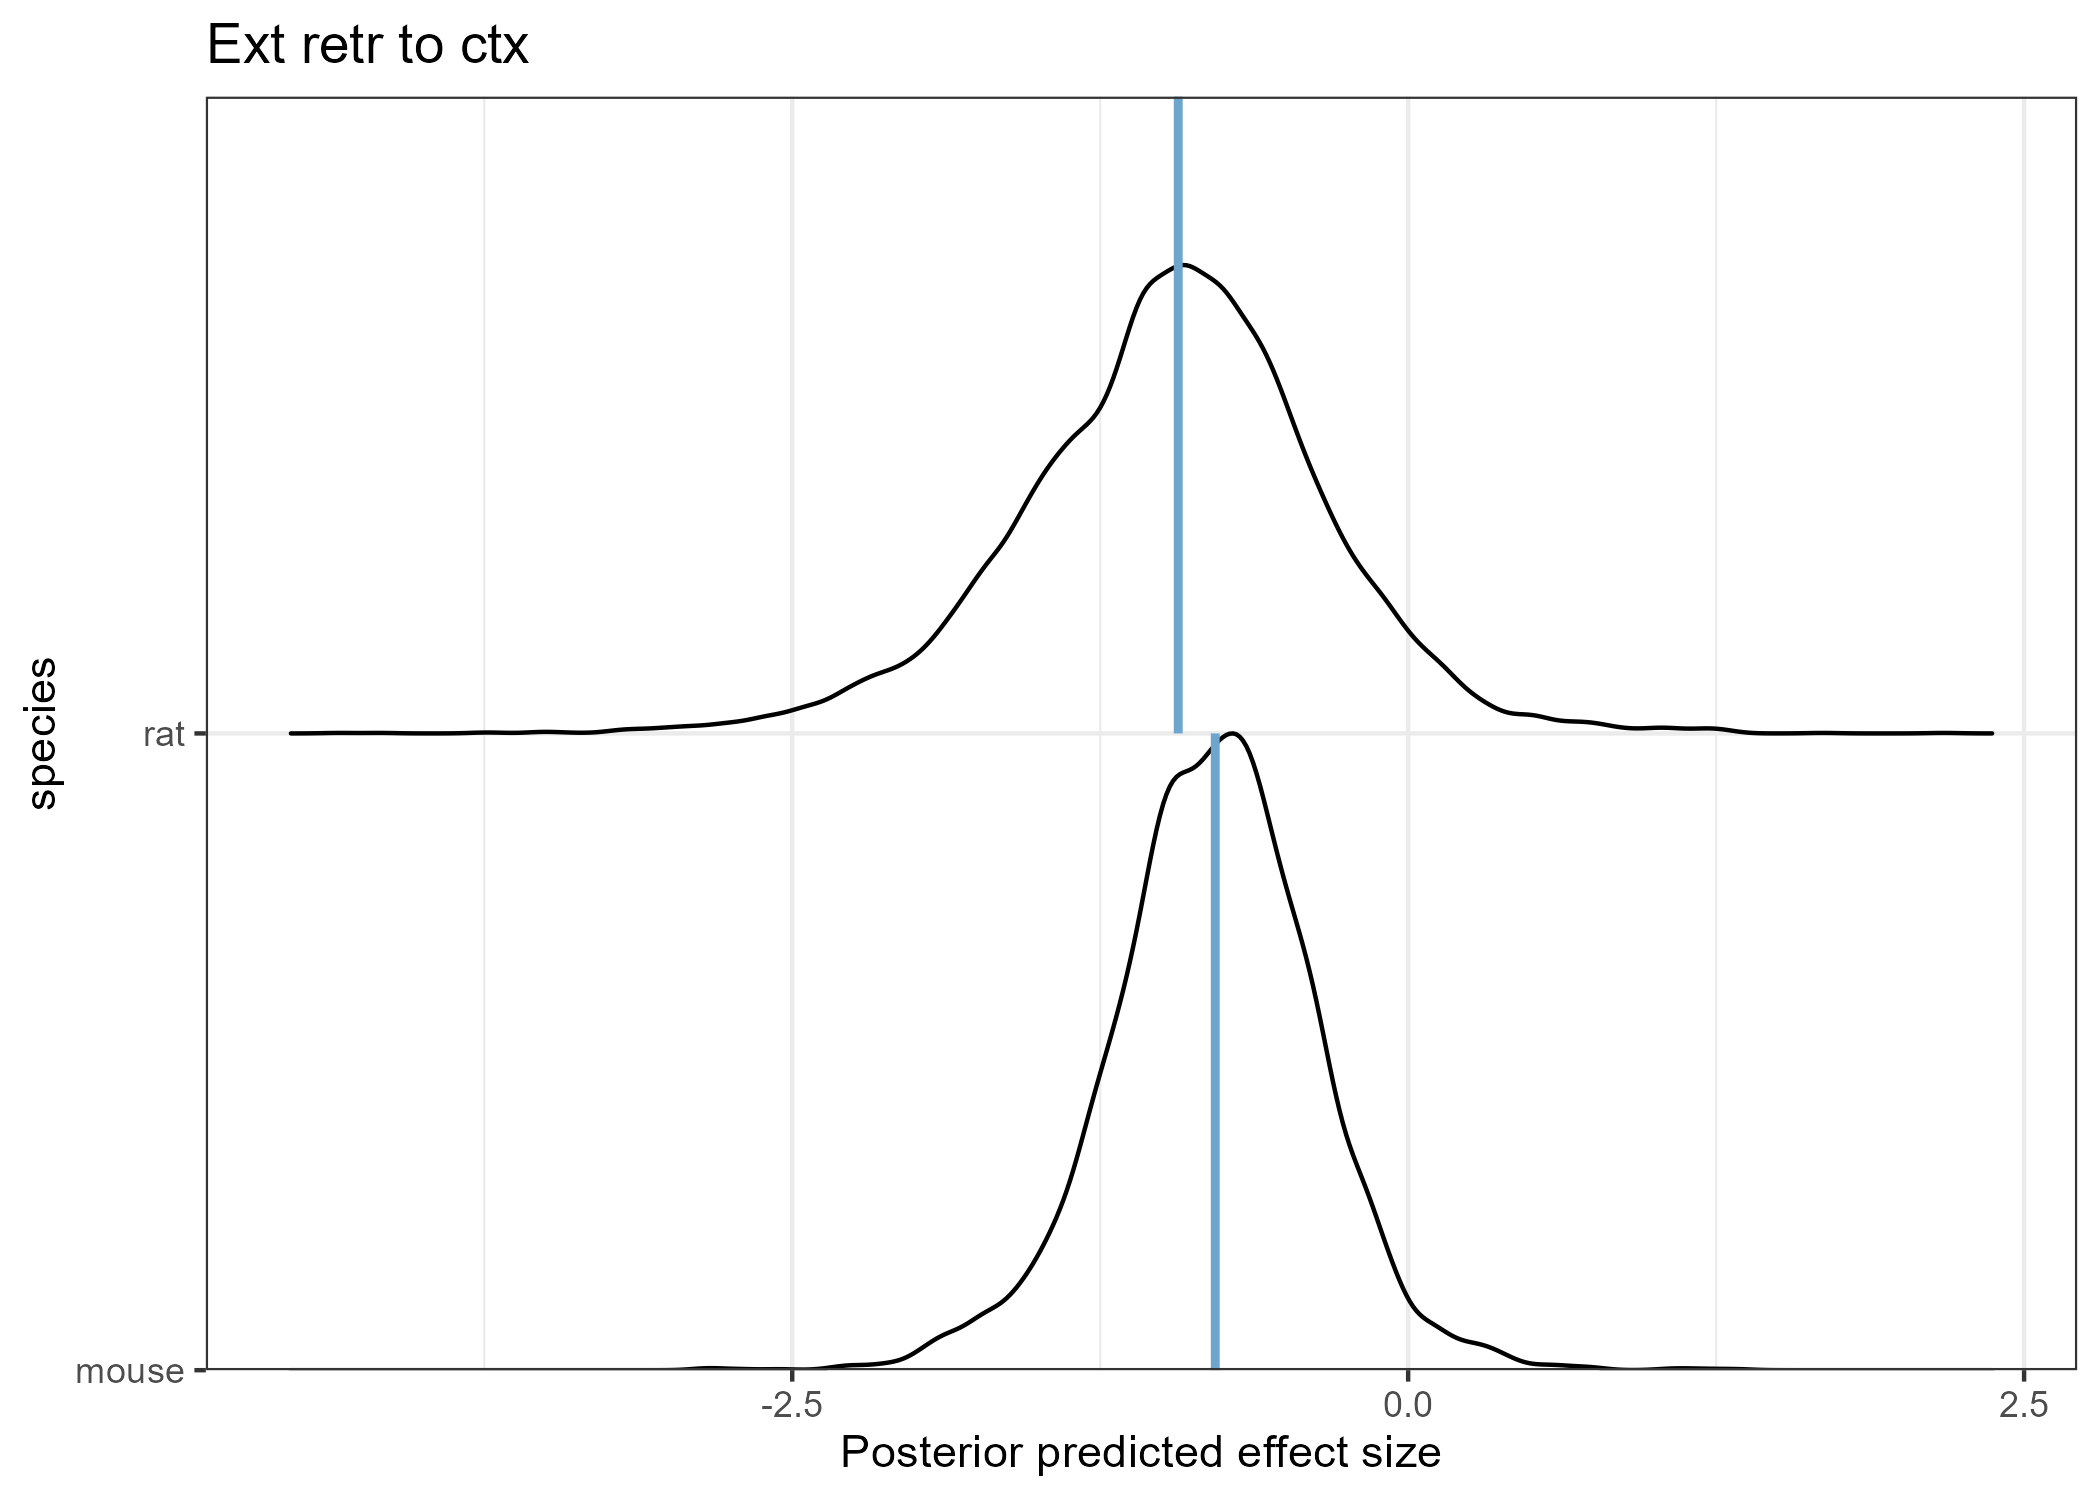 Ext retr to ctx
species
rat
mouse
-2.5
0.0
2.5
Posterior predicted effect size